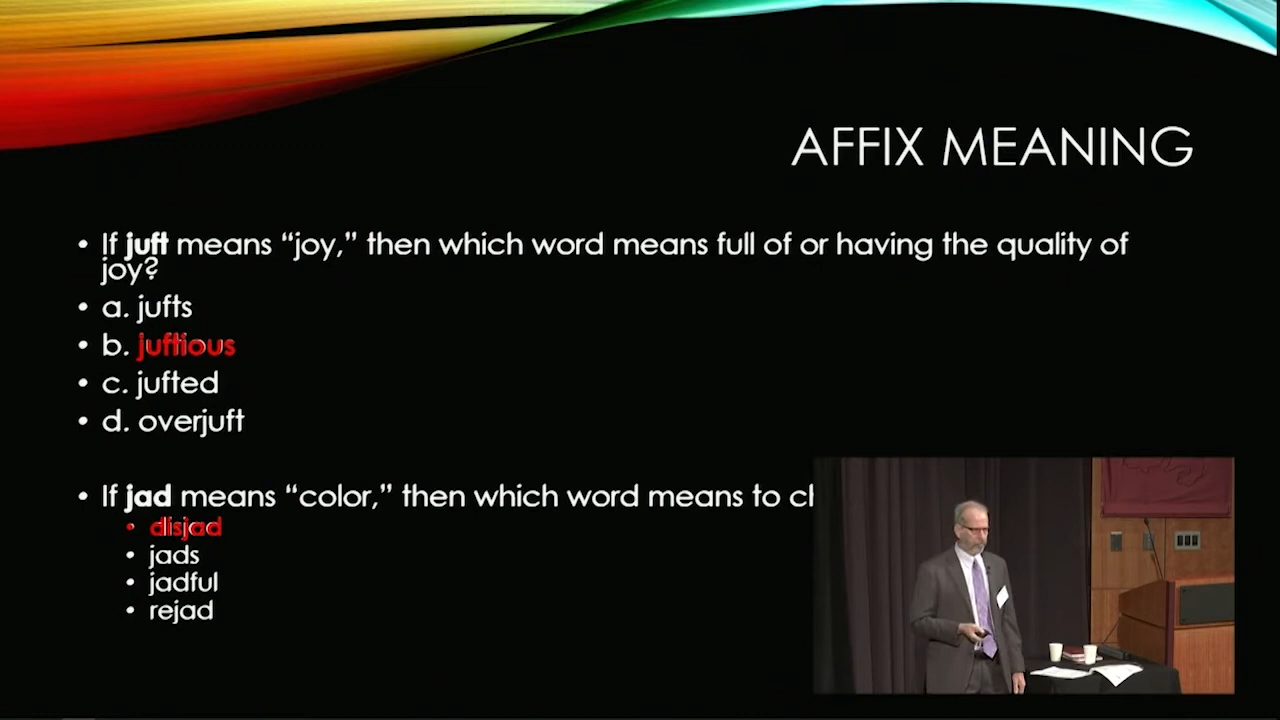 AFFIX MEANING
• If juft means “joy,” then which word means full of or having the quality of
joy?
• a. jufts
• b. juftious
• c. jufted
• d. overjuft
• If jad means “color,” then which word means to
• disjad
• jads
• jadful
• rejad